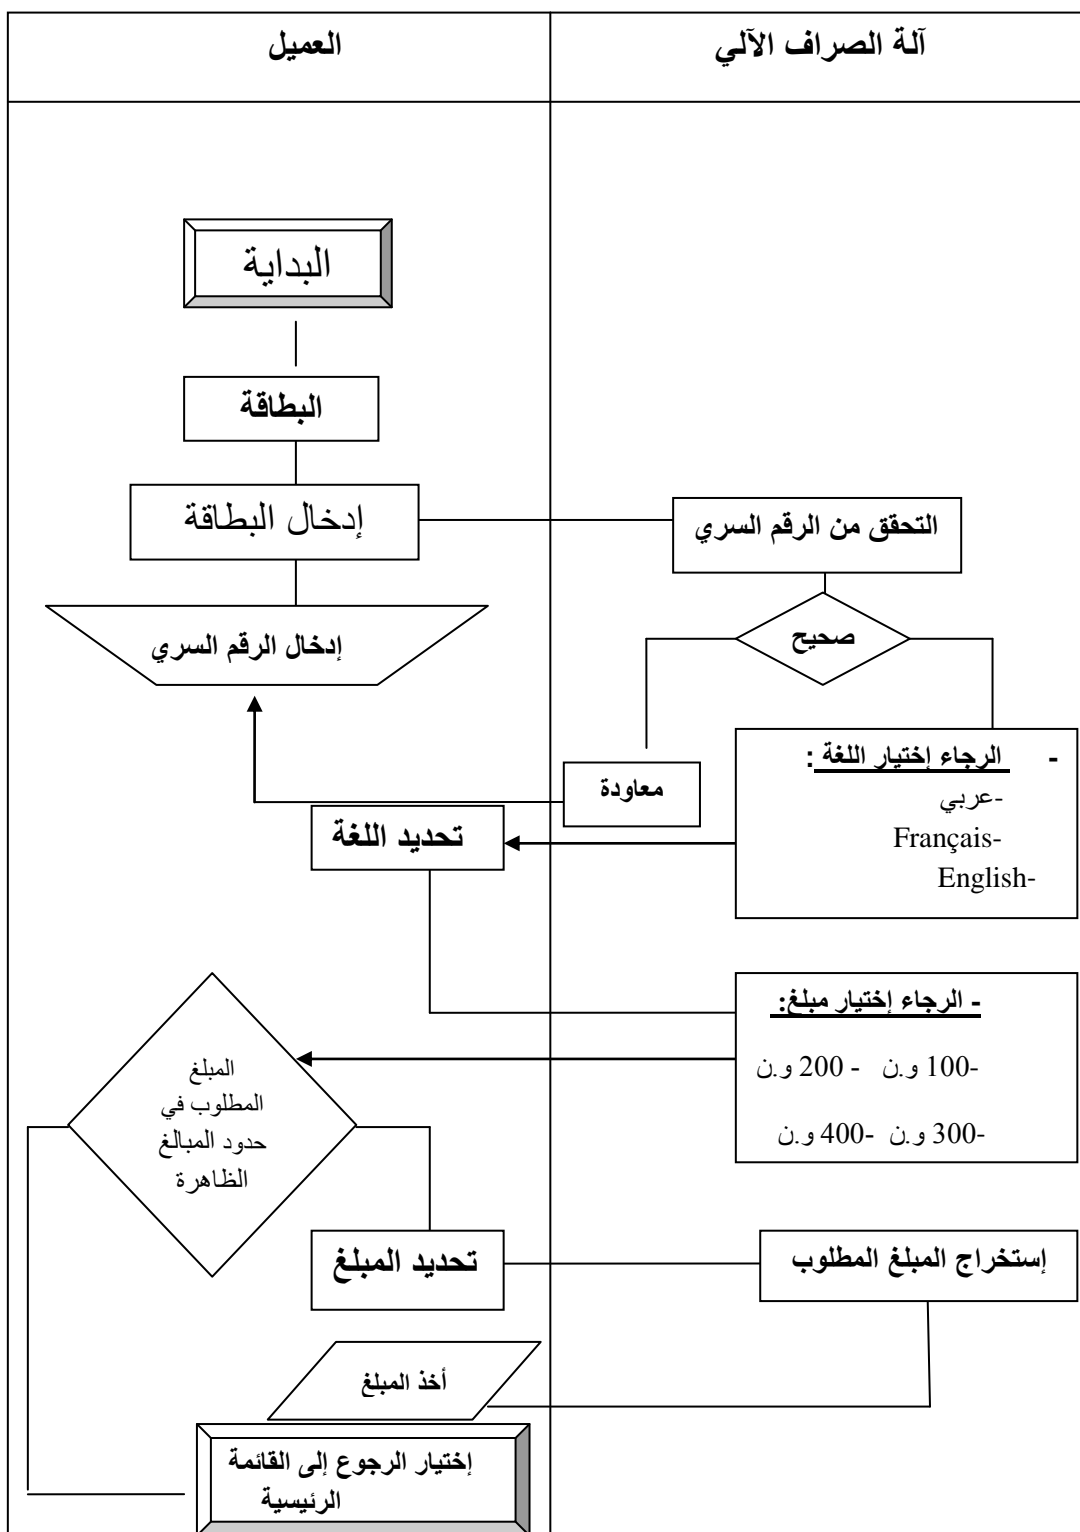 آلة الصراف الآلي
العميل
البداية
البطاقة
إدخال البطاقة
التحقق من الرقم السري
صحيح
إدخال الرقم السري
- الرجاء إختيار اللغة :
-عربي
Français-
English-
معاودة
تحديد اللغة
- الرجاء إختيار مبلغ:
-100 و.ن - 200 و.ن
-300 و.ن -400 و.ن
المبلغ
المطلوب في
حدود المبالغ
الظاهرة
تحديد المبلغ
إستخراج المبلغ المطلوب
أخذ المبلغ
إختيار الرجوع إلى القائمة
الرئيسية